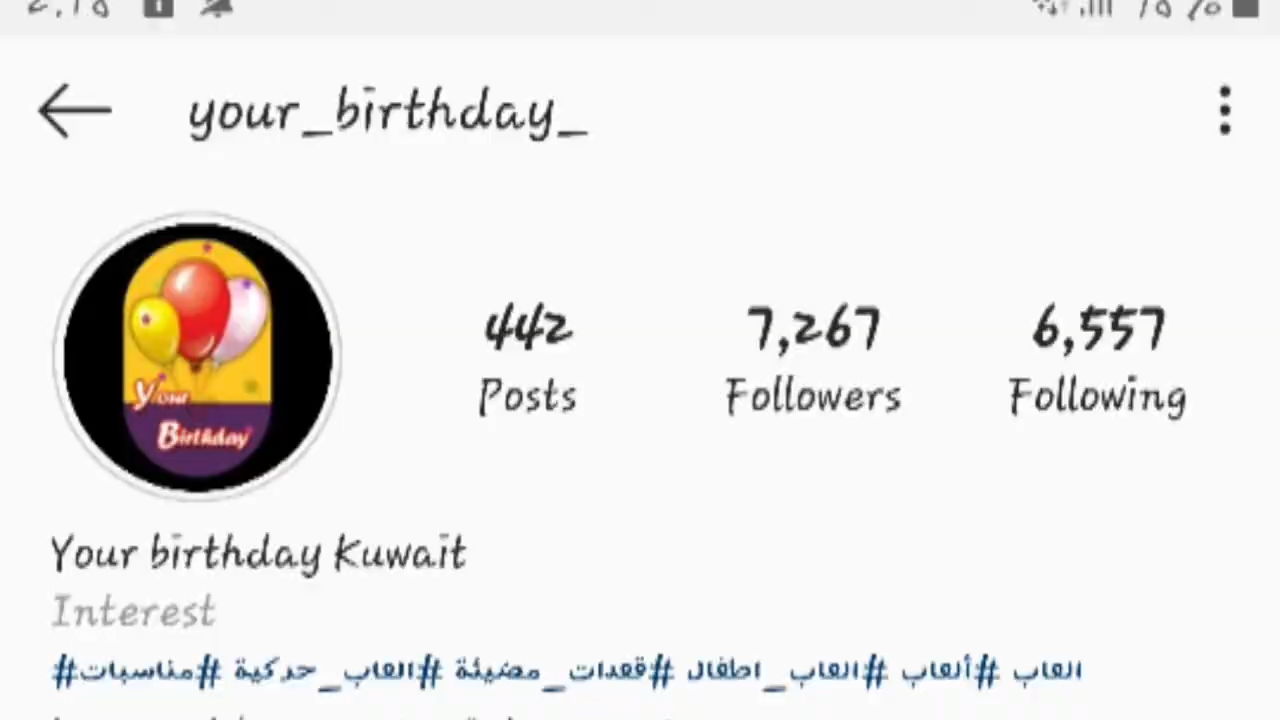 your_birthday_
Your
Birthday
442 7,267 6,557
Posts Followers Following
Your birthday Kuwait
Interest
#العاب #ألعاب #العاب_اطفال #قعدات_مضيئة #العاب_حركية #مناسبات